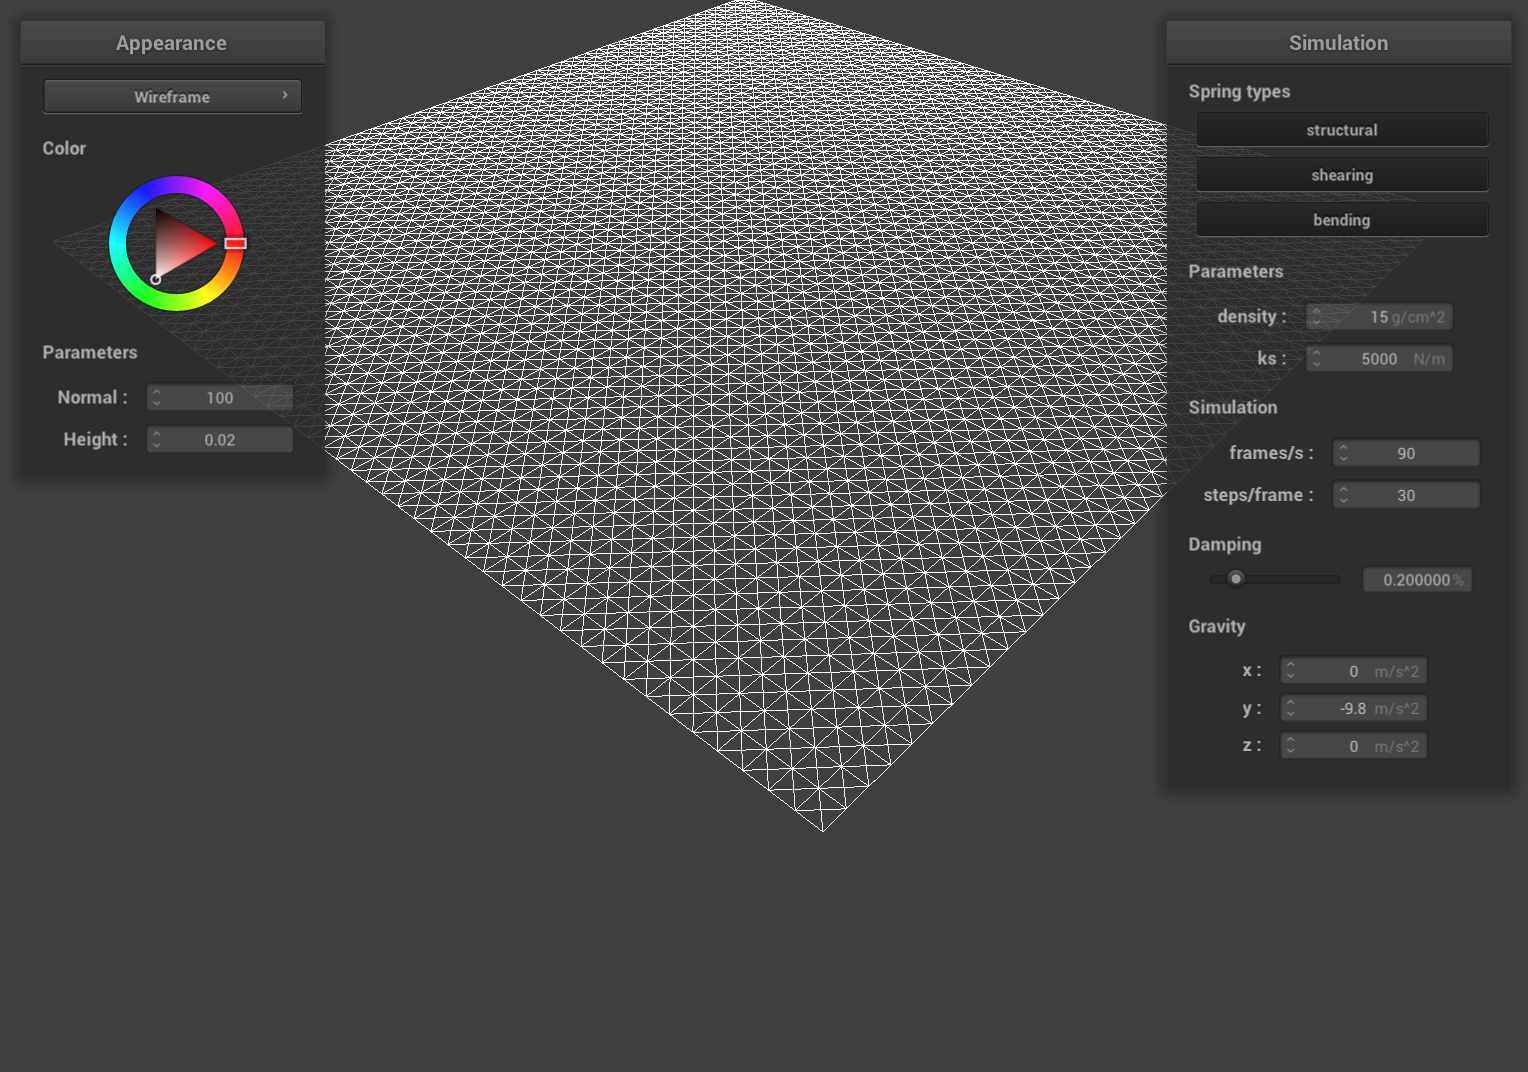 Appearance
Wireframe ›
Color
Parameters
Normal : 100
Height : 0.02
Simulation
Spring types
structural
shearing
bending
Parameters
density : 15 g/cm^2
ks : 5000 N/m
Simulation
frames/s : 90
steps/frame : 30
Damping
0.200000 %
Gravity
x : 0 m/s^2
y : -9.8 m/s^2
z : 0 m/s^2